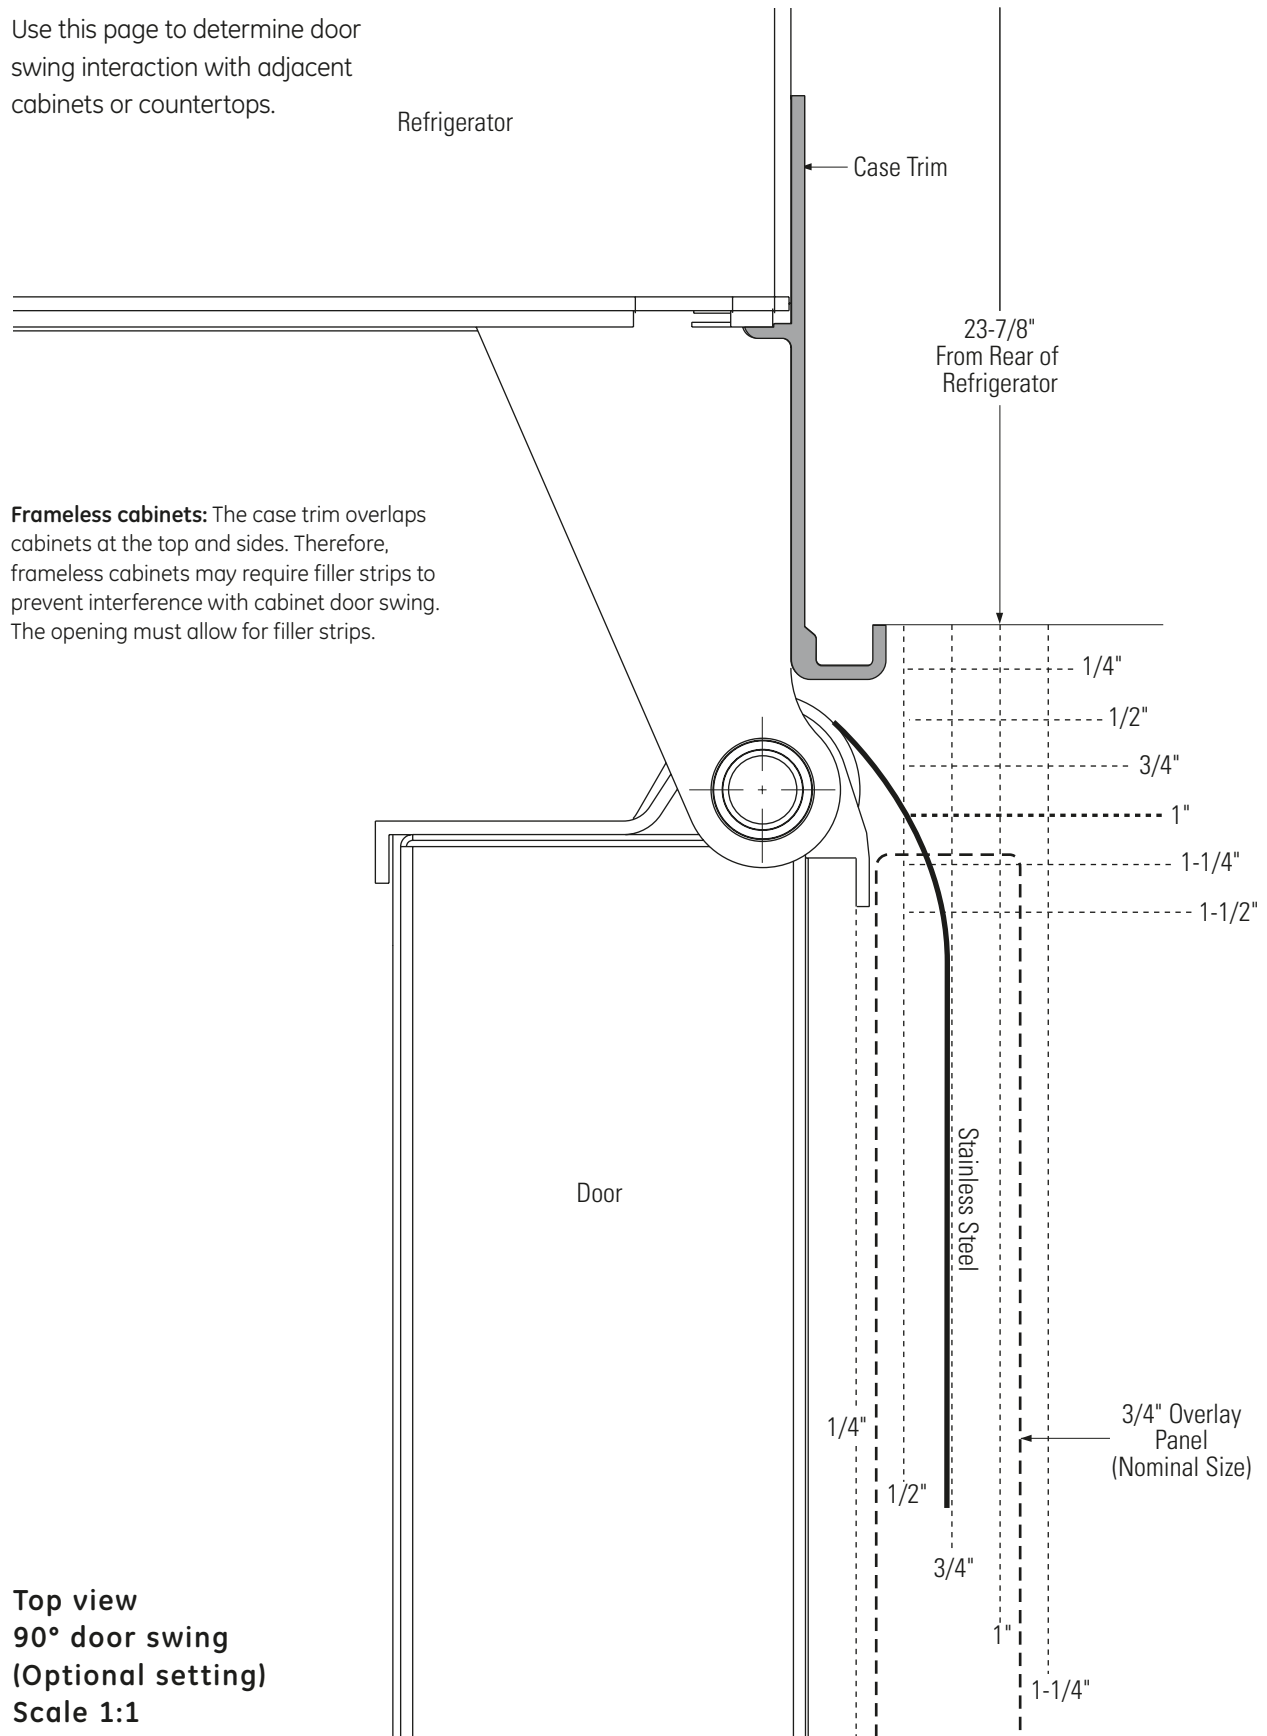 Use this page to determine door
swing interaction with adjacent
cabinets or countertops.
Refrigerator
Case Trim
23-7/8"
From Rear of
Refrigerator
Frameless cabinets: The case trim overlaps
cabinets at the top and sides. Therefore,
frameless cabinets may require filler strips to
prevent interference with cabinet door swing.
The opening must allow for filler strips.
1/4"
1/2"
3/4"
1"
1-1/4"
1-1/2"
Stainless Steel
Door
3/4" Overlay
Panel
(Nominal Size)
1/4"
1/2"
3/4"
1"
1-1/4"
Top view
90° door swing
(Optional setting)
Scale 1:1